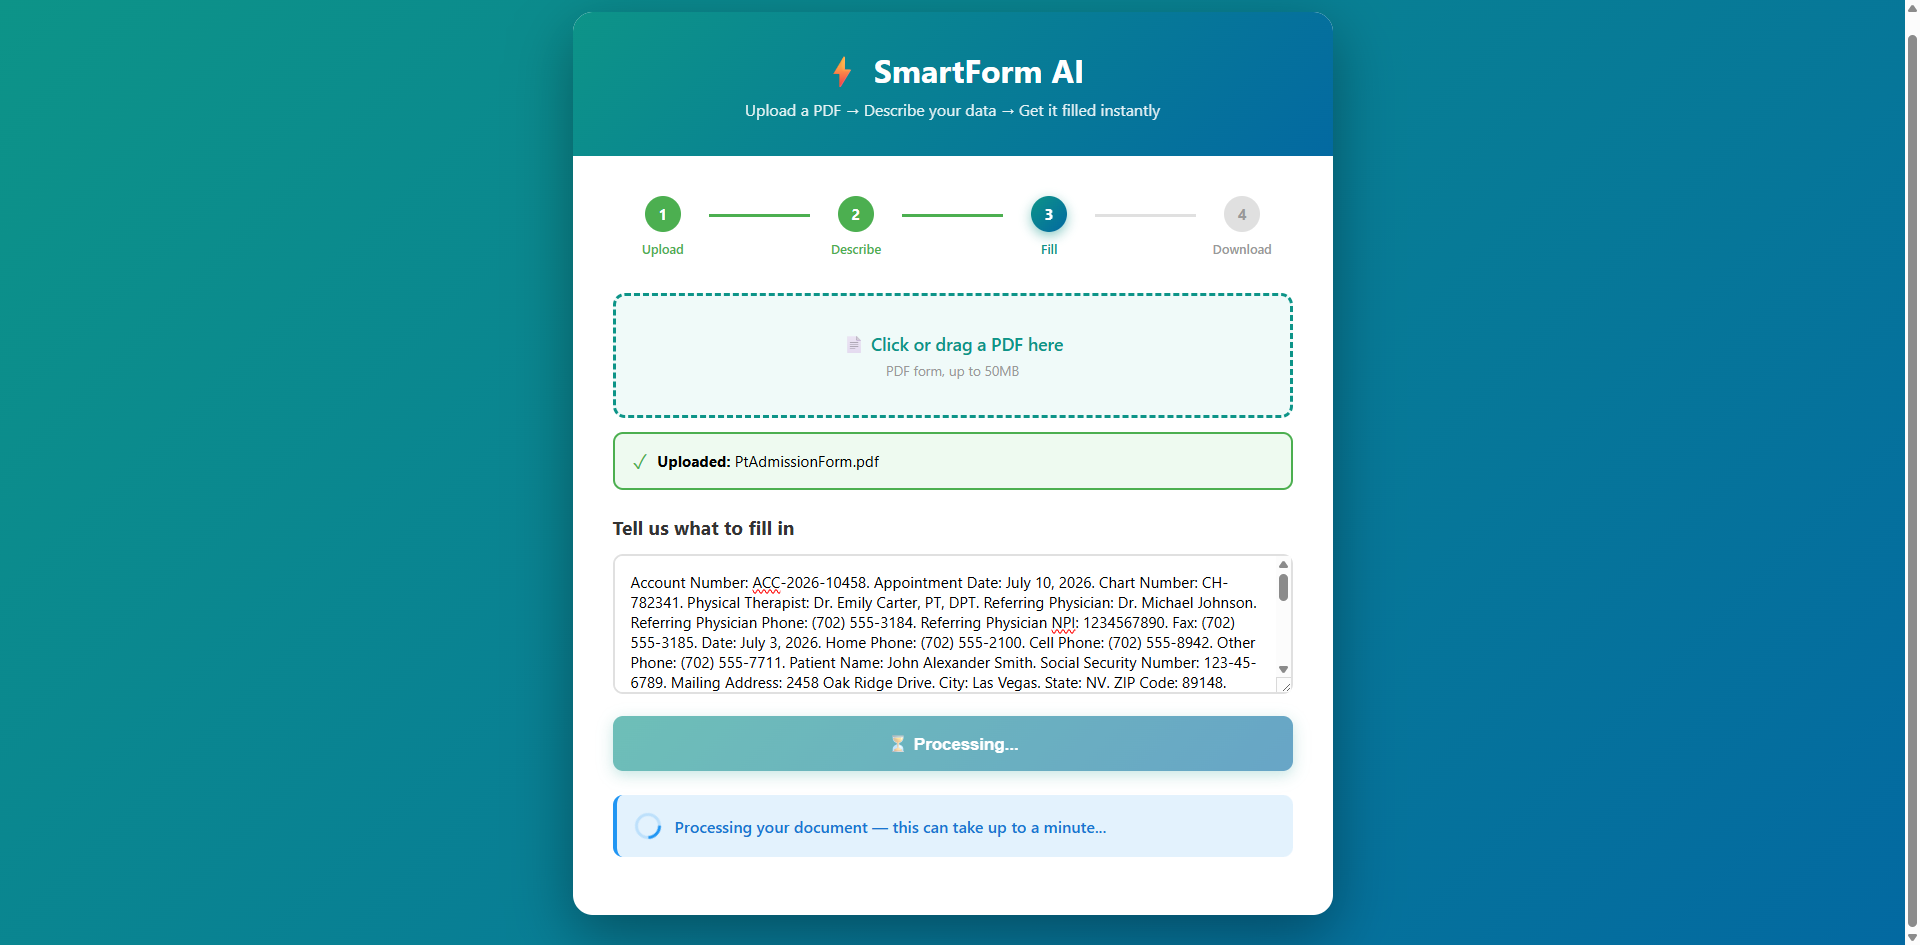 SmartForm AI
Upload a PDF → Describe your data → Get it filled instantly
1
2
3
4
Upload
Describe
Fill
Download
Click or drag a PDF here
PDF form, up to 50MB
✓ Uploaded: PtAdmissionForm.pdf
Tell us what to fill in
Account Number: ACC-2026-10458. Appointment Date: July 10, 2026. Chart Number: CH-
782341. Physical Therapist: Dr. Emily Carter, PT, DPT. Referring Physician: Dr. Michael Johnson.
Referring Physician Phone: (702) 555-3184. Referring Physician NPI: 1234567890. Fax: (702)
555-3185. Date: July 3, 2026. Home Phone: (702) 555-2100. Cell Phone: (702) 555-8942. Other
Phone: (702) 555-7711. Patient Name: John Alexander Smith. Social Security Number: 123-45-
6789. Mailing Address: 2458 Oak Ridge Drive. City: Las Vegas. State: NV. ZIP Code: 89148.
Processing...
Processing your document — this can take up to a minute...